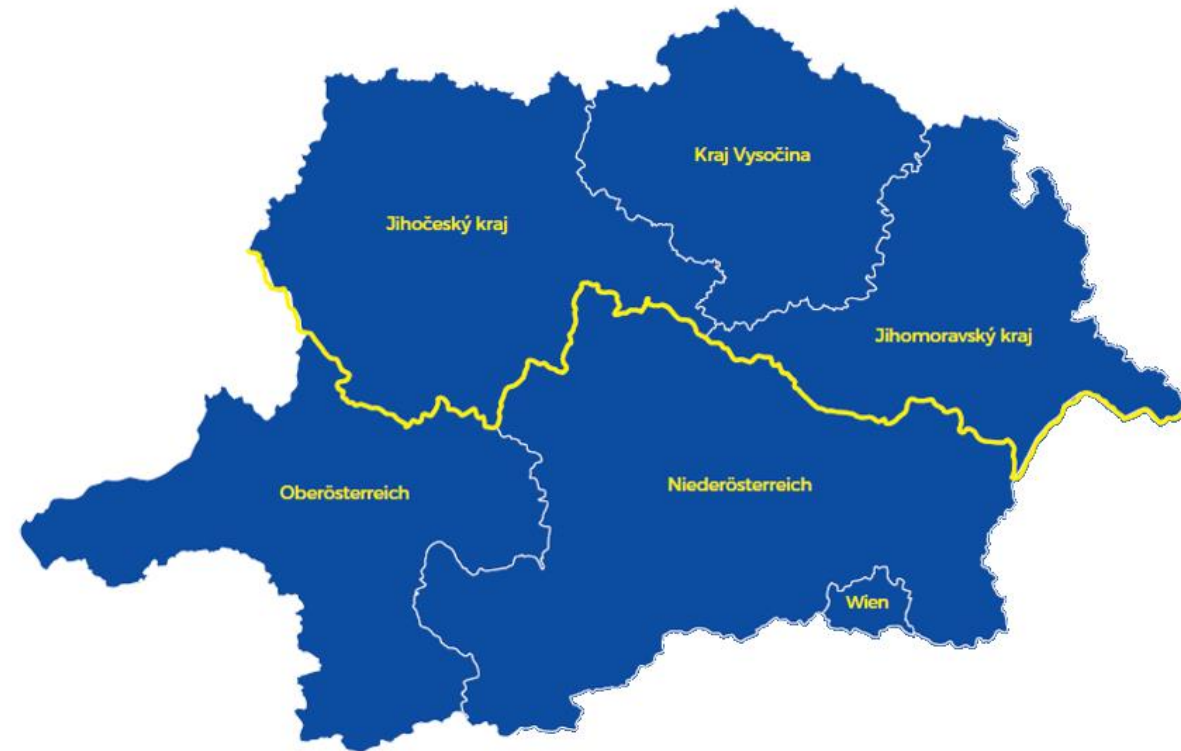 Kraj Vysočina
Jihočeský kraj
Jihomoravský kraj
Oberösterreich
Niederösterreich
Wien